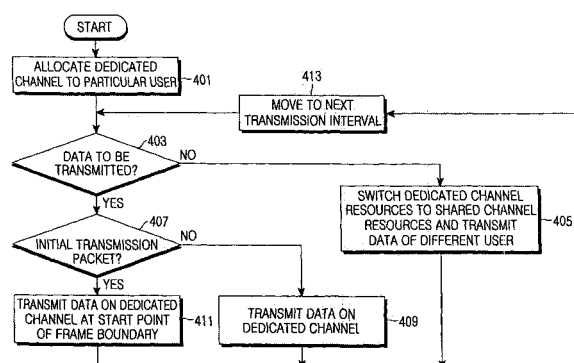 START
ALLOCATE DEDICATED
CHANNEL TO PARTICULAR USER
401
413
MOVE TO NEXT
TRANSMISSION INTERVAL
403
DATA TO BE
TRANSMITTED?
NO
YES
SWITCH DEDICATED CHANNEL
RESOURCES TO SHARED CHANNEL
RESOURCES AND TRANSMIT
DATA OF DIFFERENT USER
405
407
INITIAL TRANSMISSION
PACKET?
NO
YES
TRANSMIT DATA ON DEDICATED
CHANNEL AT START POINT
OF FRAME BOUNDARY
411
TRANSMIT DATA ON
DEDICATED CHANNEL
409